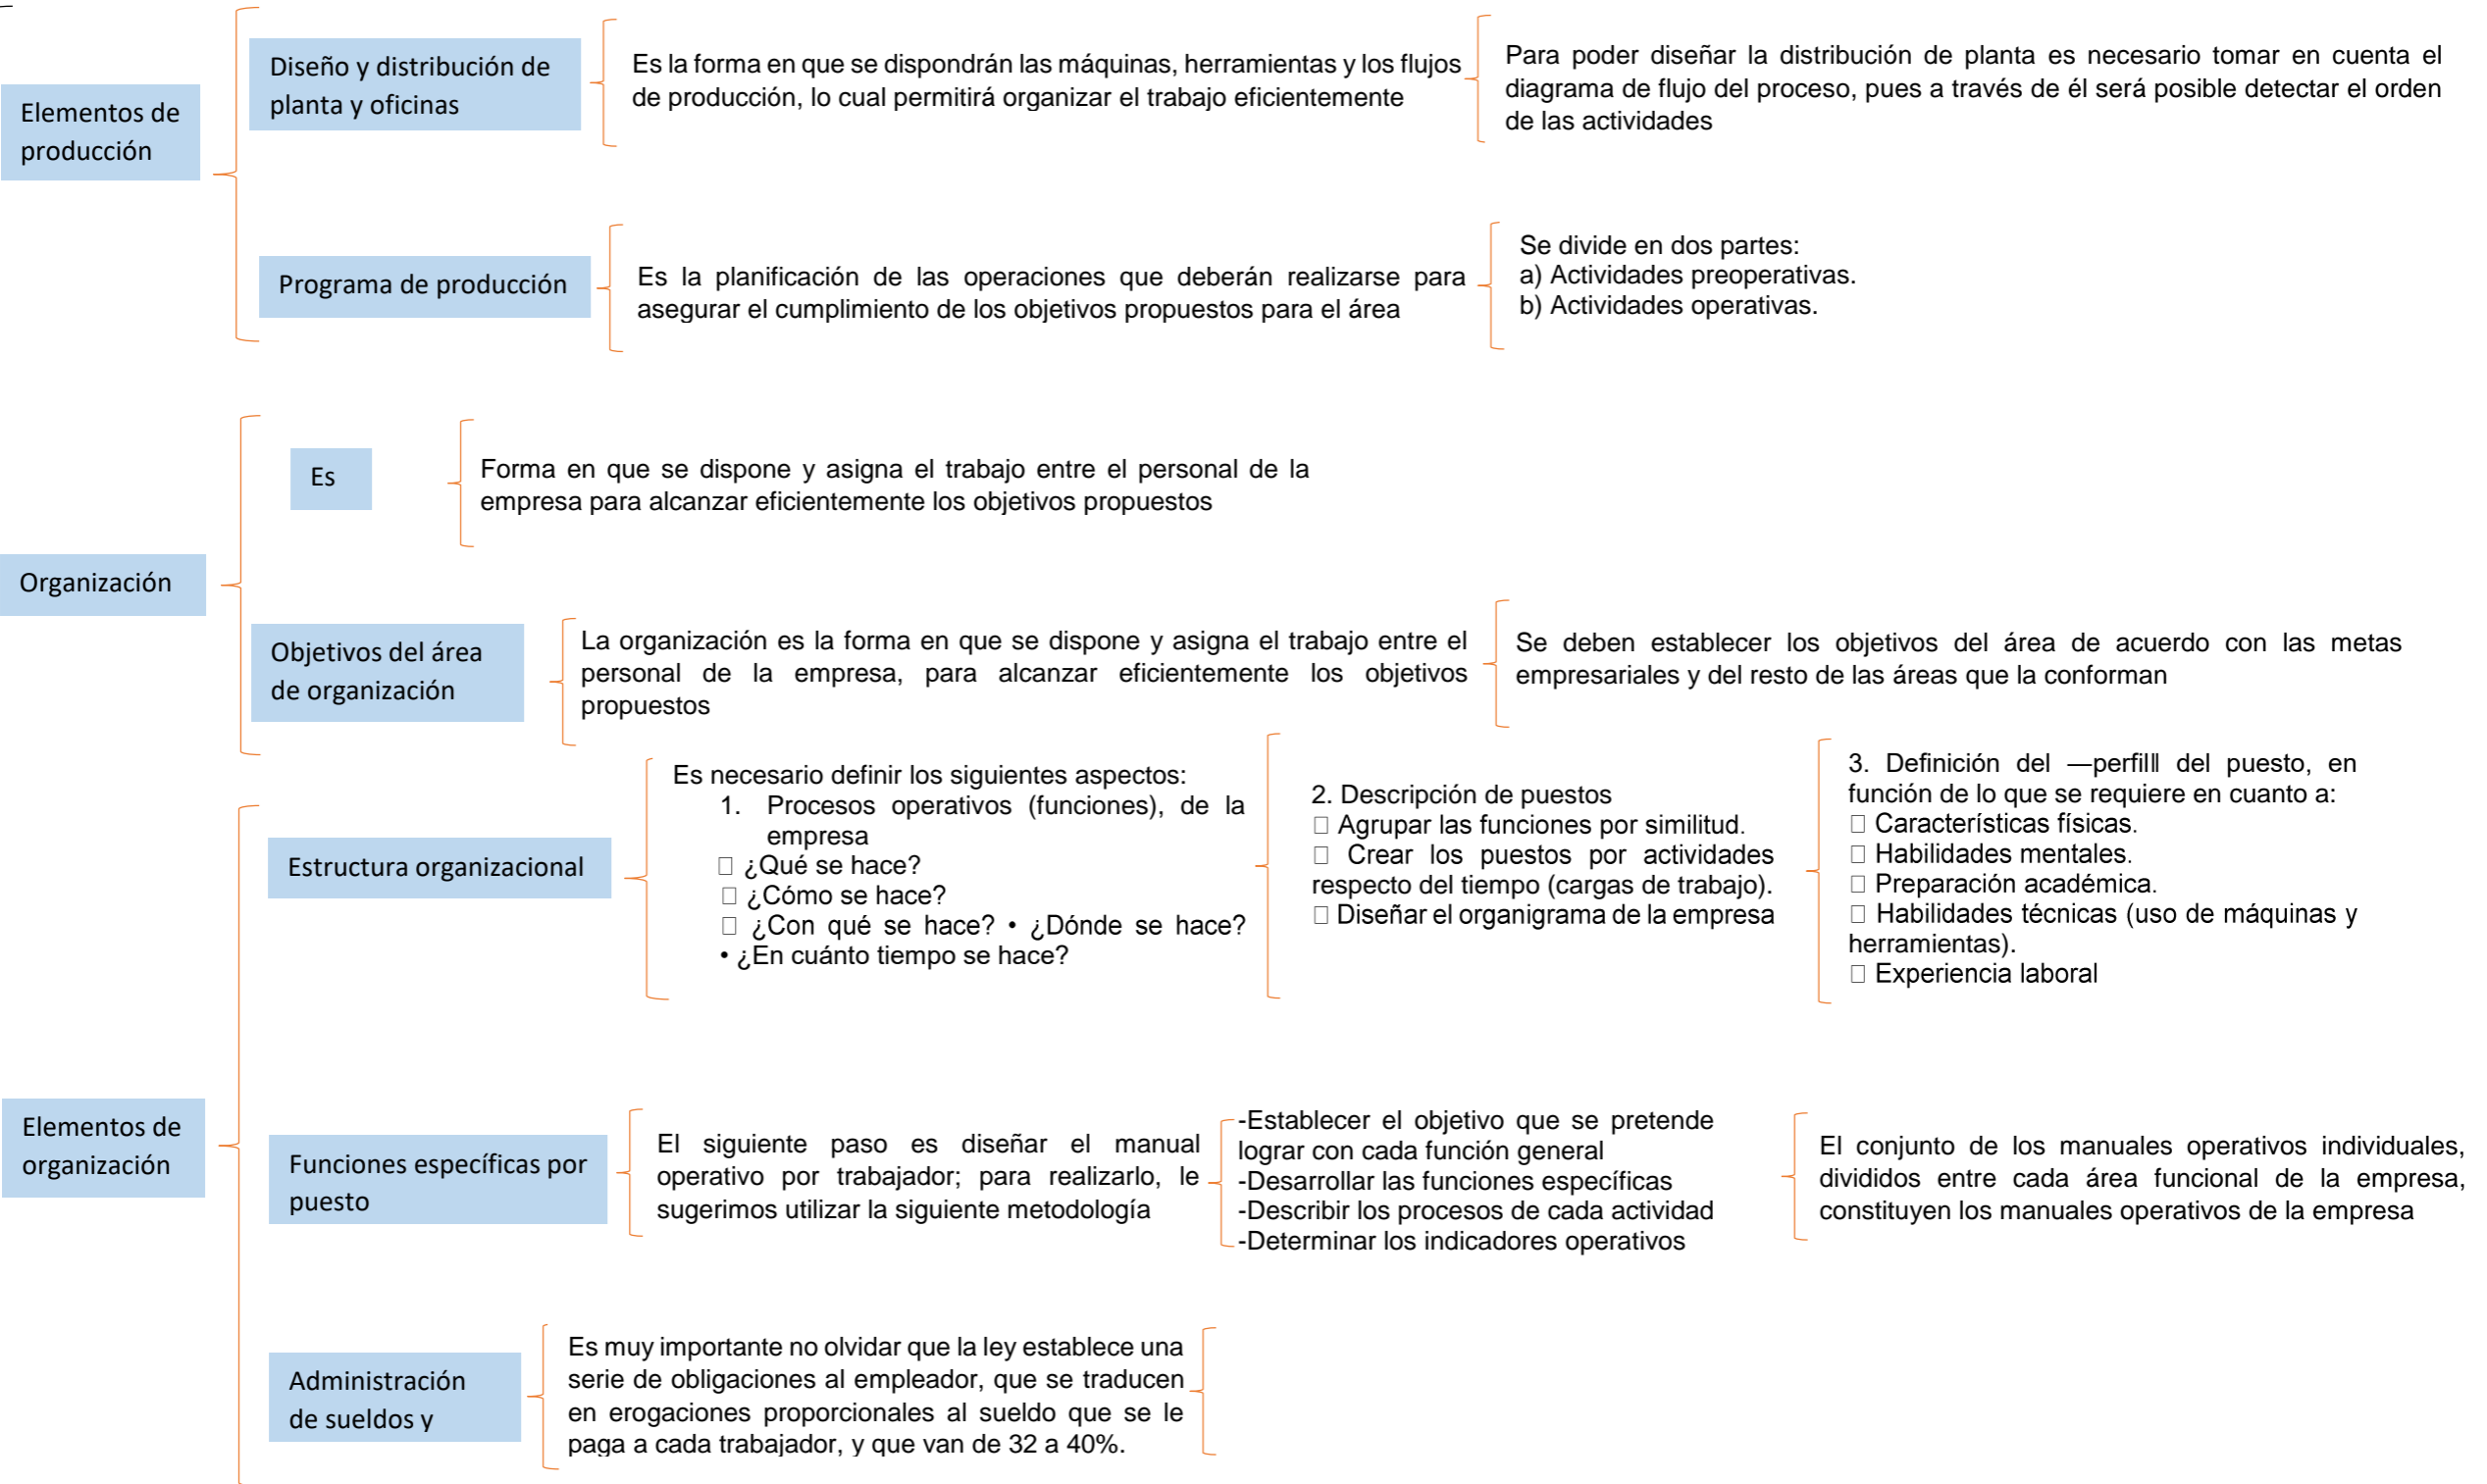 Elementos de
producción
Diseño y distribución de
planta y oficinas
Es la forma en que se dispondrán las máquinas, herramientas y los flujos
de producción, lo cual permitirá organizar el trabajo eficientemente
Para poder diseñar la distribución de planta es necesario tomar en cuenta el
diagrama de flujo del proceso, pues a través de él será posible detectar el orden
de las actividades
Programa de producción
Es la planificación de las operaciones que deberán realizarse para
asegurar el cumplimiento de los objetivos propuestos para el área
Se divide en dos partes:
a) Actividades preoperativas.
b) Actividades operativas.
Organización
Es
Forma en que se dispone y asigna el trabajo entre el personal de la
empresa para alcanzar eficientemente los objetivos propuestos
Objetivos del área
de organización
La organización es la forma en que se dispone y asigna el trabajo entre el
personal de la empresa, para alcanzar eficientemente los objetivos
propuestos
Se deben establecer los objetivos del área de acuerdo con las metas
empresariales y del resto de las áreas que la conforman
Elementos de
organización
Estructura organizacional
Es necesario definir los siguientes aspectos:
1. Procesos operativos (funciones), de la
empresa
□ ¿Qué se hace?
□ ¿Cómo se hace?
□ ¿Con qué se hace? • ¿Dónde se hace?
• ¿En cuánto tiempo se hace?
2. Descripción de puestos
□ Agrupar las funciones por similitud.
□ Crear los puestos por actividades
respecto del tiempo (cargas de trabajo).
□ Diseñar el organigrama de la empresa
3. Definición del ―perfil‖ del puesto, en
función de lo que se requiere en cuanto a:
□ Características físicas.
□ Habilidades mentales.
□ Preparación académica.
□ Habilidades técnicas (uso de máquinas y
herramientas).
□ Experiencia laboral
Funciones específicas por
puesto
El siguiente paso es diseñar el manual
operativo por trabajador; para realizarlo, le
sugerimos utilizar la siguiente metodología
-Establecer el objetivo que se pretende
lograr con cada función general
-Desarrollar las funciones específicas
-Describir los procesos de cada actividad
-Determinar los indicadores operativos
El conjunto de los manuales operativos individuales,
divididos entre cada área funcional de la empresa,
constituyen los manuales operativos de la empresa
Administración
de sueldos y
Es muy importante no olvidar que la ley establece una
serie de obligaciones al empleador, que se traducen
en erogaciones proporcionales al sueldo que se le
paga a cada trabajador, y que van de 32 a 40%.